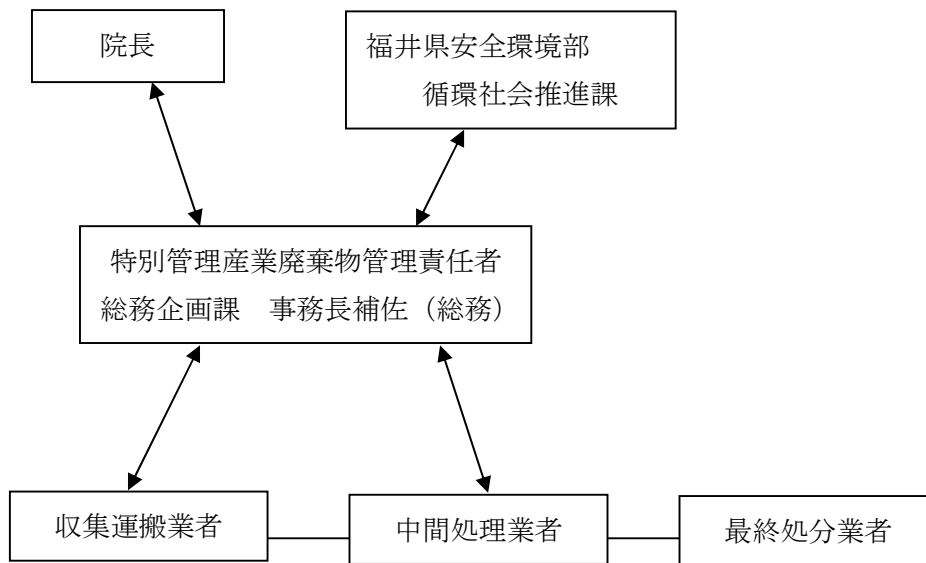 院長
福井県安全環境部
循環社会推進課
特別管理産業廃棄物管理責任者
総務企画課　事務長補佐（総務）
収集運搬業者
中間処理業者
最終処分業者